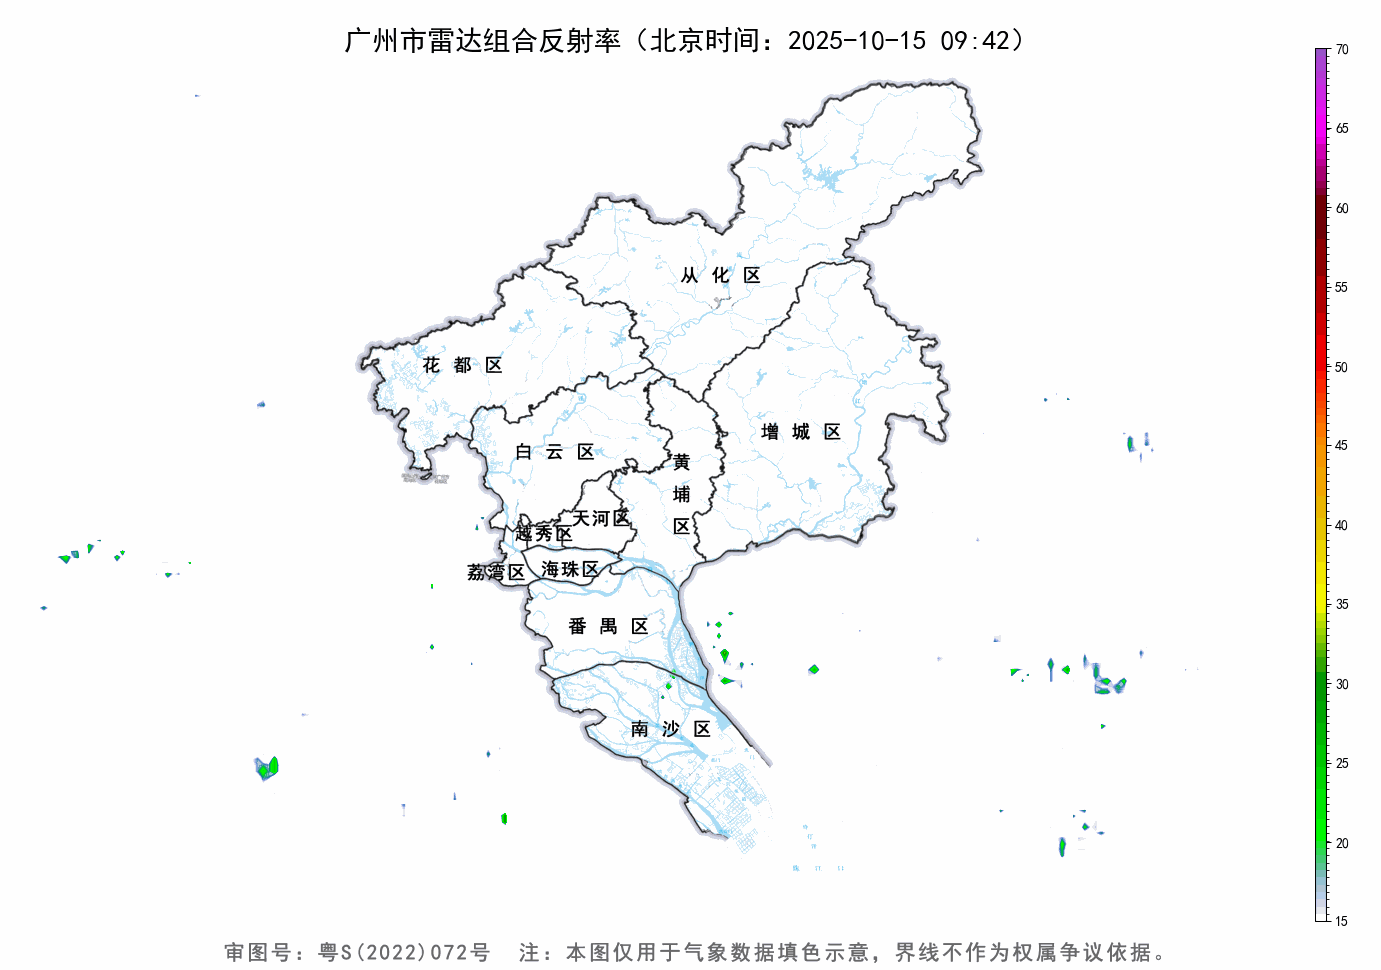 广州市雷达组合反射率（北京时间：2025-10-15 09:42）
70
65
60
55
50
45
40
35
30
25
20
15
从化区
花都区
增城区
白云区
黄埔区
天河区
越秀区
海珠区
荔湾区
番禺区
南沙区
审图号：粤S(2022)072号 注：本图仅用于气象数据填色示意，界线不作为权属争议依据。